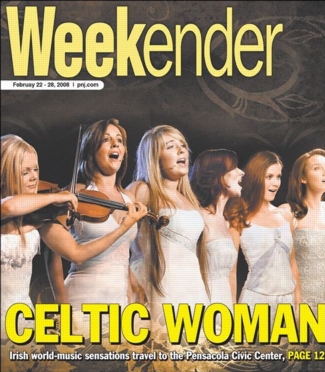 Weekender
Februay 22 - 28, 2008 | pnj.com
CELTIC WOMAN
Irish world-music sensations travel to the Pensacola Civic Center, PAGE 12